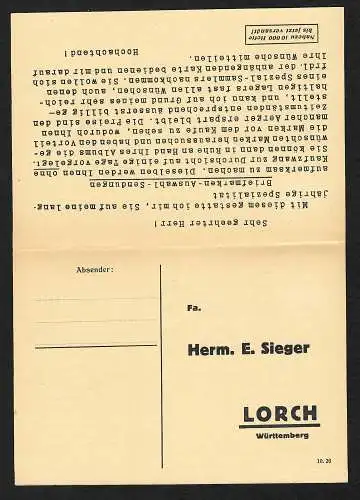 Sehr geehrter Herr!
Mit diesem gestatte ich mir, Sie auf meine lang-
jährige Spezialität
Briefmarken-Auswahl-Sendungen
aufmerksam zu machen. Dieselben werden Ihnen ohne
Kaufzwang zur Durchsicht auf einige Tage vorgelegt.
Sie können dann in Ruhe an Hand Ihres Albums die ge-
wünschten Marken heraussuchen und haben den Vorteil
die Marken vor dem Kaufe zu sehen, wodurch Ihnen
mancher Aerger erspart bleibt. Die Preise sind den
Zeitumständen entsprechend äusserst billigst ge-
stellt, und kann ich auf Grund meines sehr reich-
haltigen Lagers fast allen Wünschen, auch denen
eines Spezial-Sammlers nachkommen. Sie wollen sich
frdl. der anhängenden Karte bedienen und mir darauf
Ihre Wünsche mitteilen.
Hochachtend!
Nahezu 10 000 Hefte
bis jetzt versandt!
Absender:
Fa.
Herm. E. Sieger
LORCH
Württemberg
10. 20